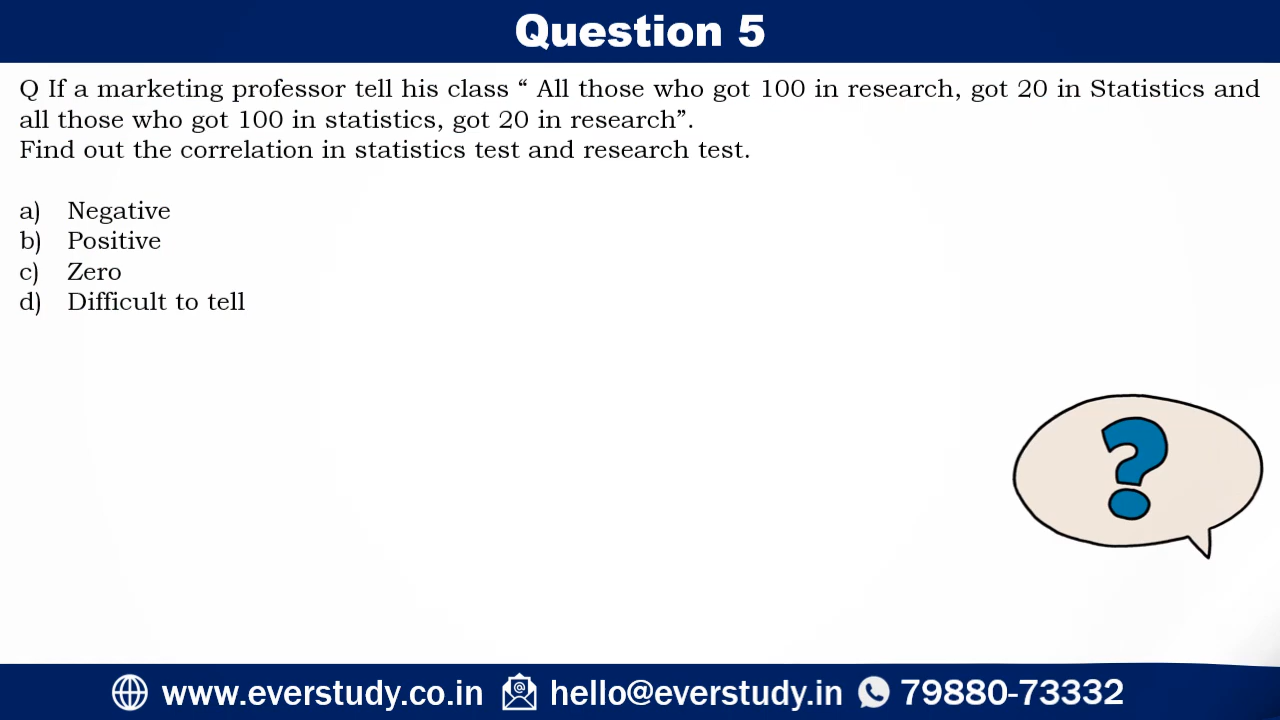 Question 5
Q If a marketing professor tell his class “ All those who got 100 in research, got 20 in Statistics and
all those who got 100 in statistics, got 20 in research”.
Find out the correlation in statistics test and research test.
a) Negative
b) Positive
c) Zero
d) Difficult to tell
?
www.everstudy.co.in hello@everstudy.in 79880-73332